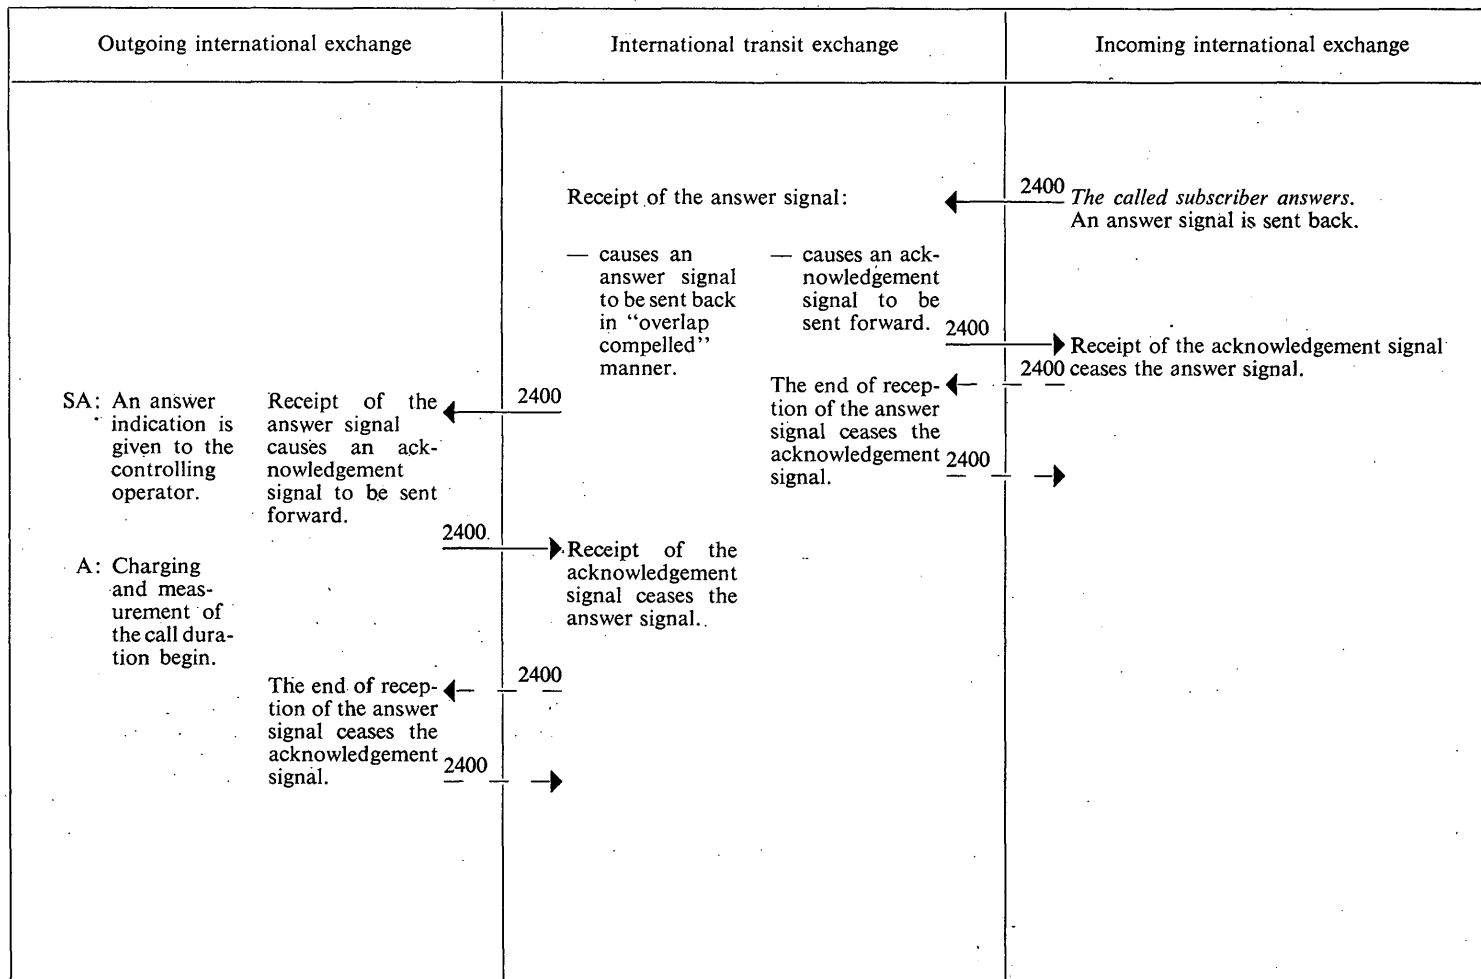 Outgoing international exchange
International transit exchange
Incoming international exchange
2400
Receipt of the answer signal:
The called subscriber answers.
An answer signal is sent back.
— causes an
answer signal
to be sent back
in “overlap
compelled”
manner.
— causes an ack-
nowledgement
signal to be
sent forward.
2400
Receipt of the acknowledgement signal
ceases the answer signal.
2400
The end of recep-
tion of the answer
signal ceases the
acknowledgement
signal.
2400
2400
SA: An answer
indication is
given to the
controlling
operator.
Receipt of the
answer signal
causes an ack-
nowledgement
signal to be sent
forward.
2400
Receipt of the
acknowledgement
signal ceases the
answer signal.
A: Charging
and meas-
urement of
the call dura-
tion begin.
2400
The end of recep-
tion of the answer
signal ceases the
acknowledgement
signal.
2400